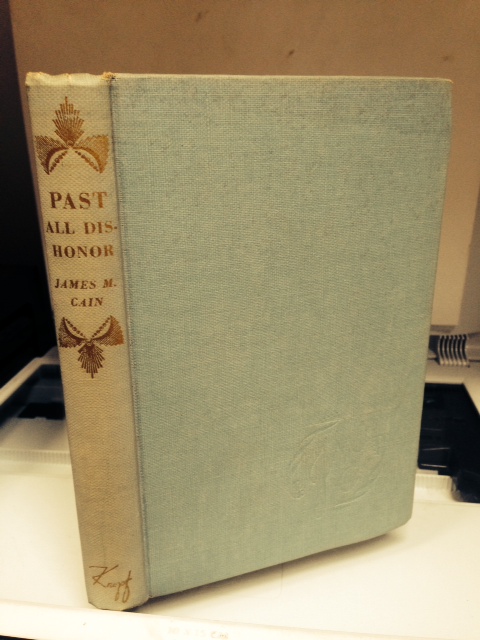 PAST
ALL DIS-
HONOR
JAMES M.
CAIN
Knopf